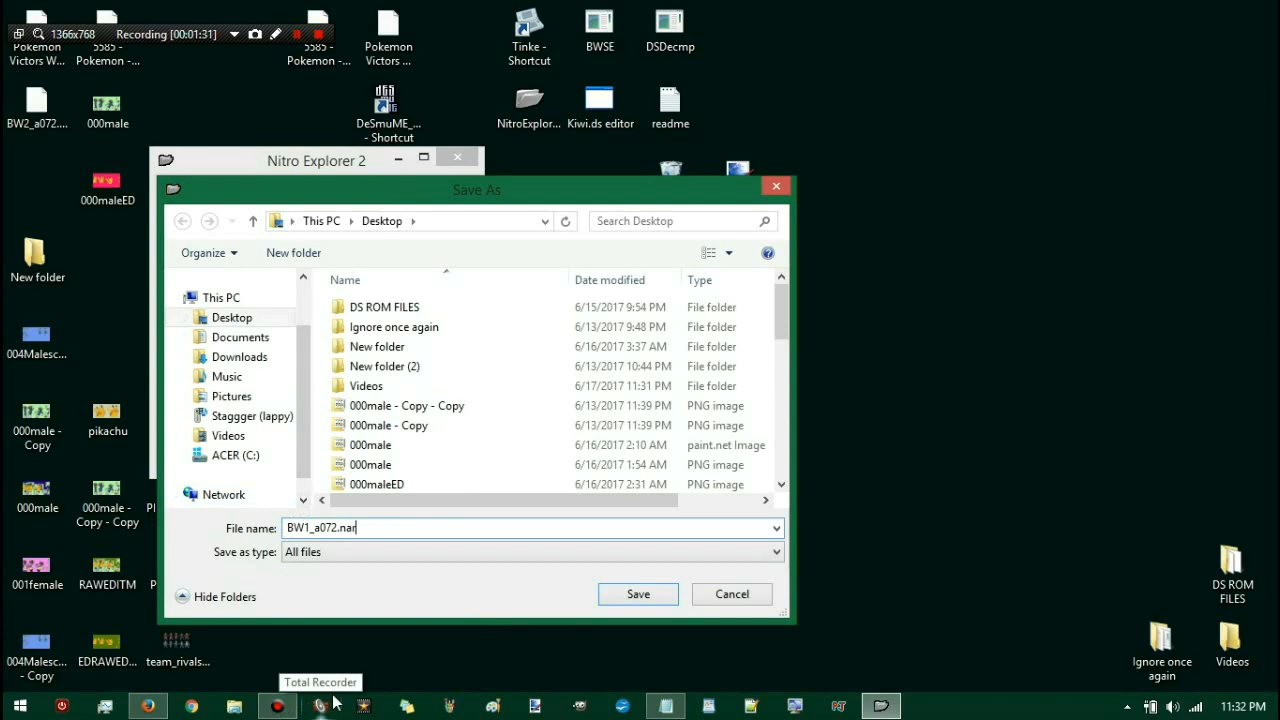 1366x768 Recording [00:01:31]
Pokemon Victors W...
5585 - Pokemon -...
5585 - Pokemon -...
Pokemon Victors ...
Tinke - Shortcut
BWSE
DSDecmp
BW2_a072....
000male
DeSmuME_... - Shortcut
NitroExplor...
Kiwi.ds editor
readme
000maleED
New folder
004Malesc...
000male - Copy
pikachu
000male
000male - Copy - Copy
001female
RAWEDITM
004Malesc... - Copy
EDRAWED...
team_rivals...
Nitro Explorer 2
Save As
This PC
Desktop
Search Desktop
Organize
New folder
This PC
Desktop
Documents
Downloads
Music
Pictures
Staggger (lappy)
Videos
ACER (C:)
Network
Name Date modified Type
DS ROM FILES 6/15/2017 9:54 PM File folder
Ignore once again 6/13/2017 9:48 PM File folder
New folder 6/16/2017 3:37 AM File folder
New folder (2) 6/13/2017 10:44 PM File folder
Videos 6/17/2017 11:31 PM File folder
000male - Copy - Copy 6/13/2017 11:39 PM PNG image
000male - Copy 6/13/2017 11:39 PM PNG image
000male 6/16/2017 2:10 AM paint.net Image
000male 6/16/2017 1:54 AM PNG image
000maleED 6/16/2017 2:31 AM PNG image
File name: BW1_a072.nar
Save as type: All files
Hide Folders
Save
Cancel
DS ROM FILES
Ignore once again
Videos
Total Recorder
11:32 PM